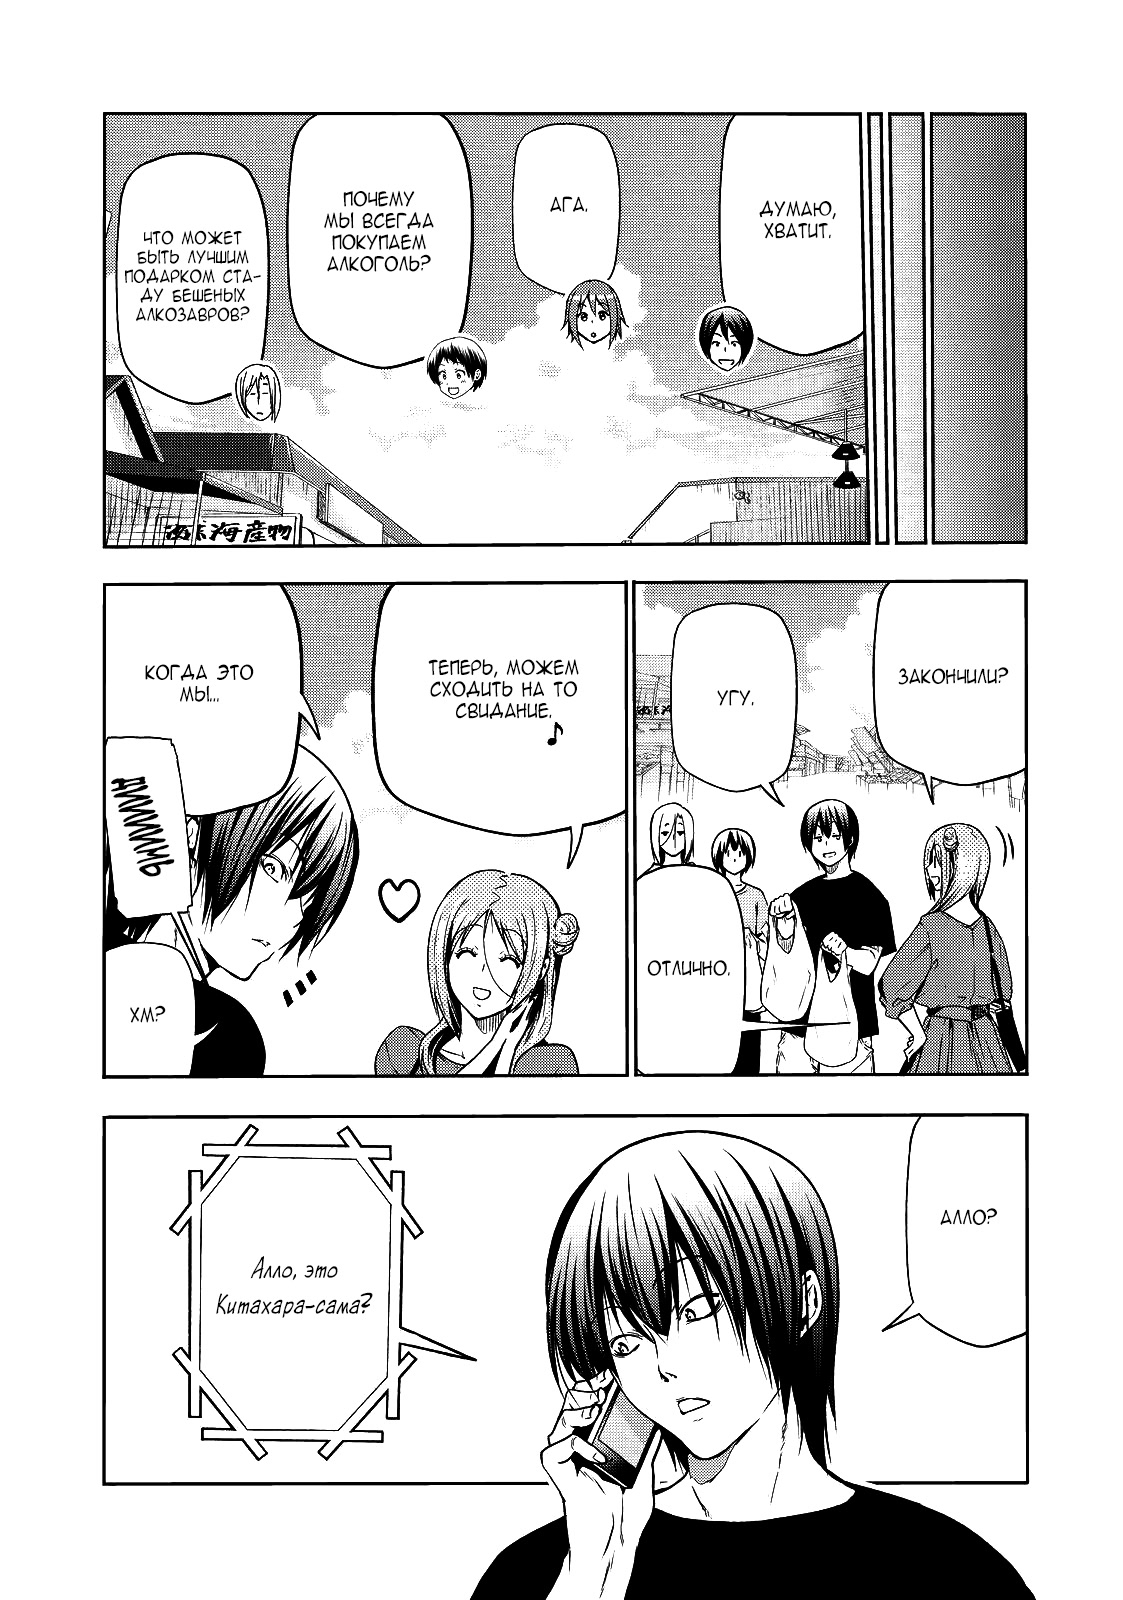 ДУМАЮ,
ХВАТИТ.
АГА.
ПОЧЕМУ
МЫ ВСЕГДА
ПОКУПАЕМ
АЛКОГОЛЬ?
ЧТО МОЖЕТ
БЫТЬ ЛУЧШИМ
ПОДАРКОМ СТА-
ДУ БЕШЕНЫХ
АЛКОЗАВРОВ?
海産物
ЗАКОНЧИЛИ?
УГУ.
ОТЛИЧНО.
ТЕПЕРЬ, МОЖЕМ
СХОДИТЬ НА ТО
СВИДАНИЕ.
♪
КОГДА ЭТО
МЫ...
ХМ?
АЛЛО?
Алло, это
Китахара-сама?